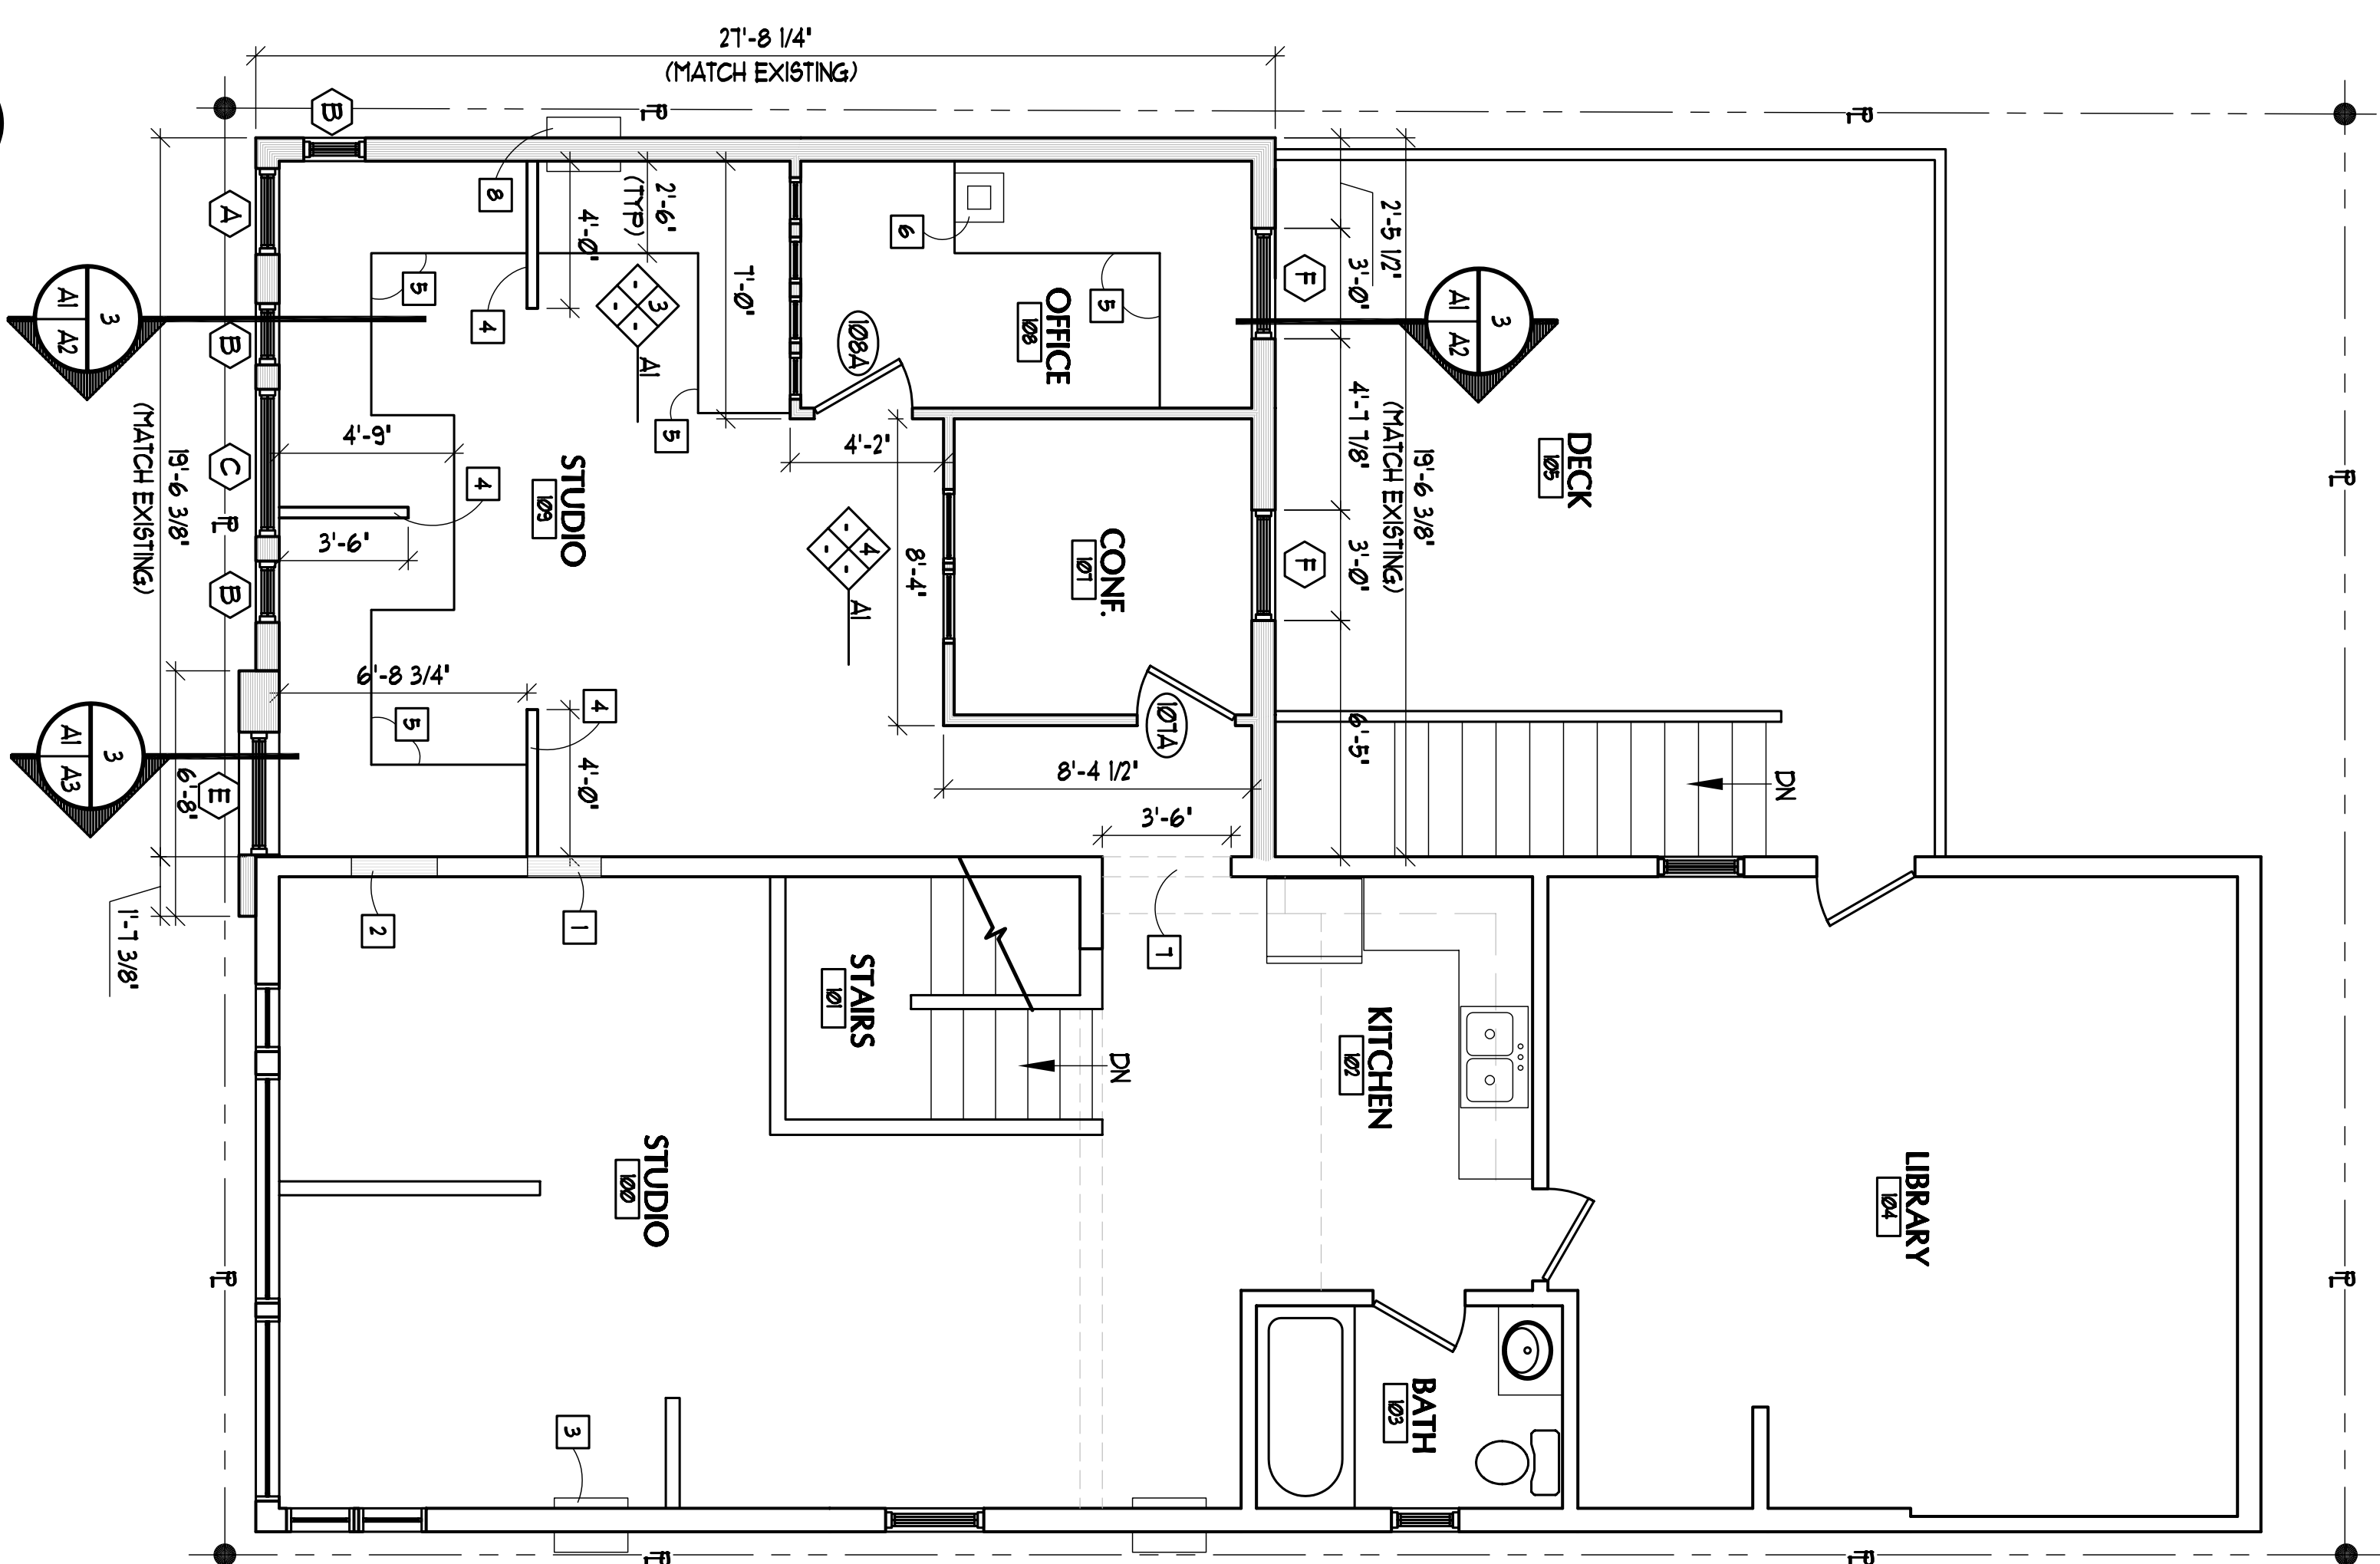 27'-8 1/4"
(MATCH EXISTING)
PL
PL
B
A
B
C
PL
B
E
8
4'-0"
2'-6"
(TYP)
7'-0"
6
5
OFFICE
108
108A
F
2'-5 1/2"
3'-0"
4'-7 7/8"
(MATCH EXISTING)
19'-6 3/8"
3'-0"
F
6'-5"
3
A1
A2
3
A1
A2
3
A1
A3
DECK
105
PL
5
4
3
-
-
-
A1
5
4'-9"
4
3'-6"
STUDIO
109
4'-2"
8'-4"
4
-
-
-
A1
CONF.
107
107A
8'-4 1/2"
3'-6"
DN
(MATCH EXISTING)
19'-6 3/8"
6'-8 3/4"
4
5
4'-0"
6'-8"
1'-7 3/8"
2
1
7
STAIRS
101
DN
KITCHEN
102
LIBRARY
104
STUDIO
100
BATH
103
3
PL
PL
PL
PL